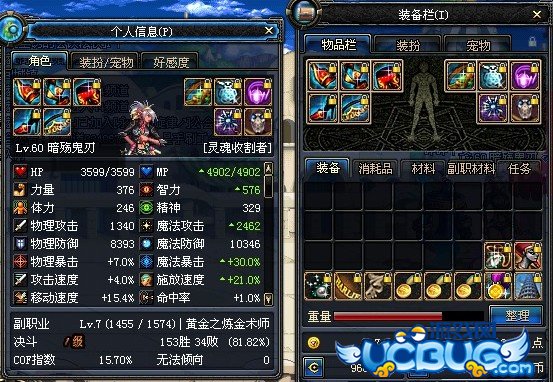 个人信息(P)
角色
装扮/宠物
好感度
Lv.60 暗殇鬼刃
[灵魂收割者]
HP 3599/3599
MP 4902/4902
力量 376
智力 576
体力 246
精神 329
物理攻击 1340
魔法攻击 2462
物理防御 8393
魔法防御 10346
物理暴击 +7.0%
魔法暴击 +30.0%
攻击速度 +4.0%
施放速度 +21.0%
移动速度 +15.4%
命中率 +1.0%
副职业 Lv.7 (1455 / 1574) | 黄金之炼金术师
决斗 /级 153胜 34败 (81.82%)
COF指数 15.70% 无法倾向 0
装备栏(I)
物品栏
装扮
宠物
装备
消耗品
材料
副职材料
任务
重量
整理
点
币
UCBUG.com